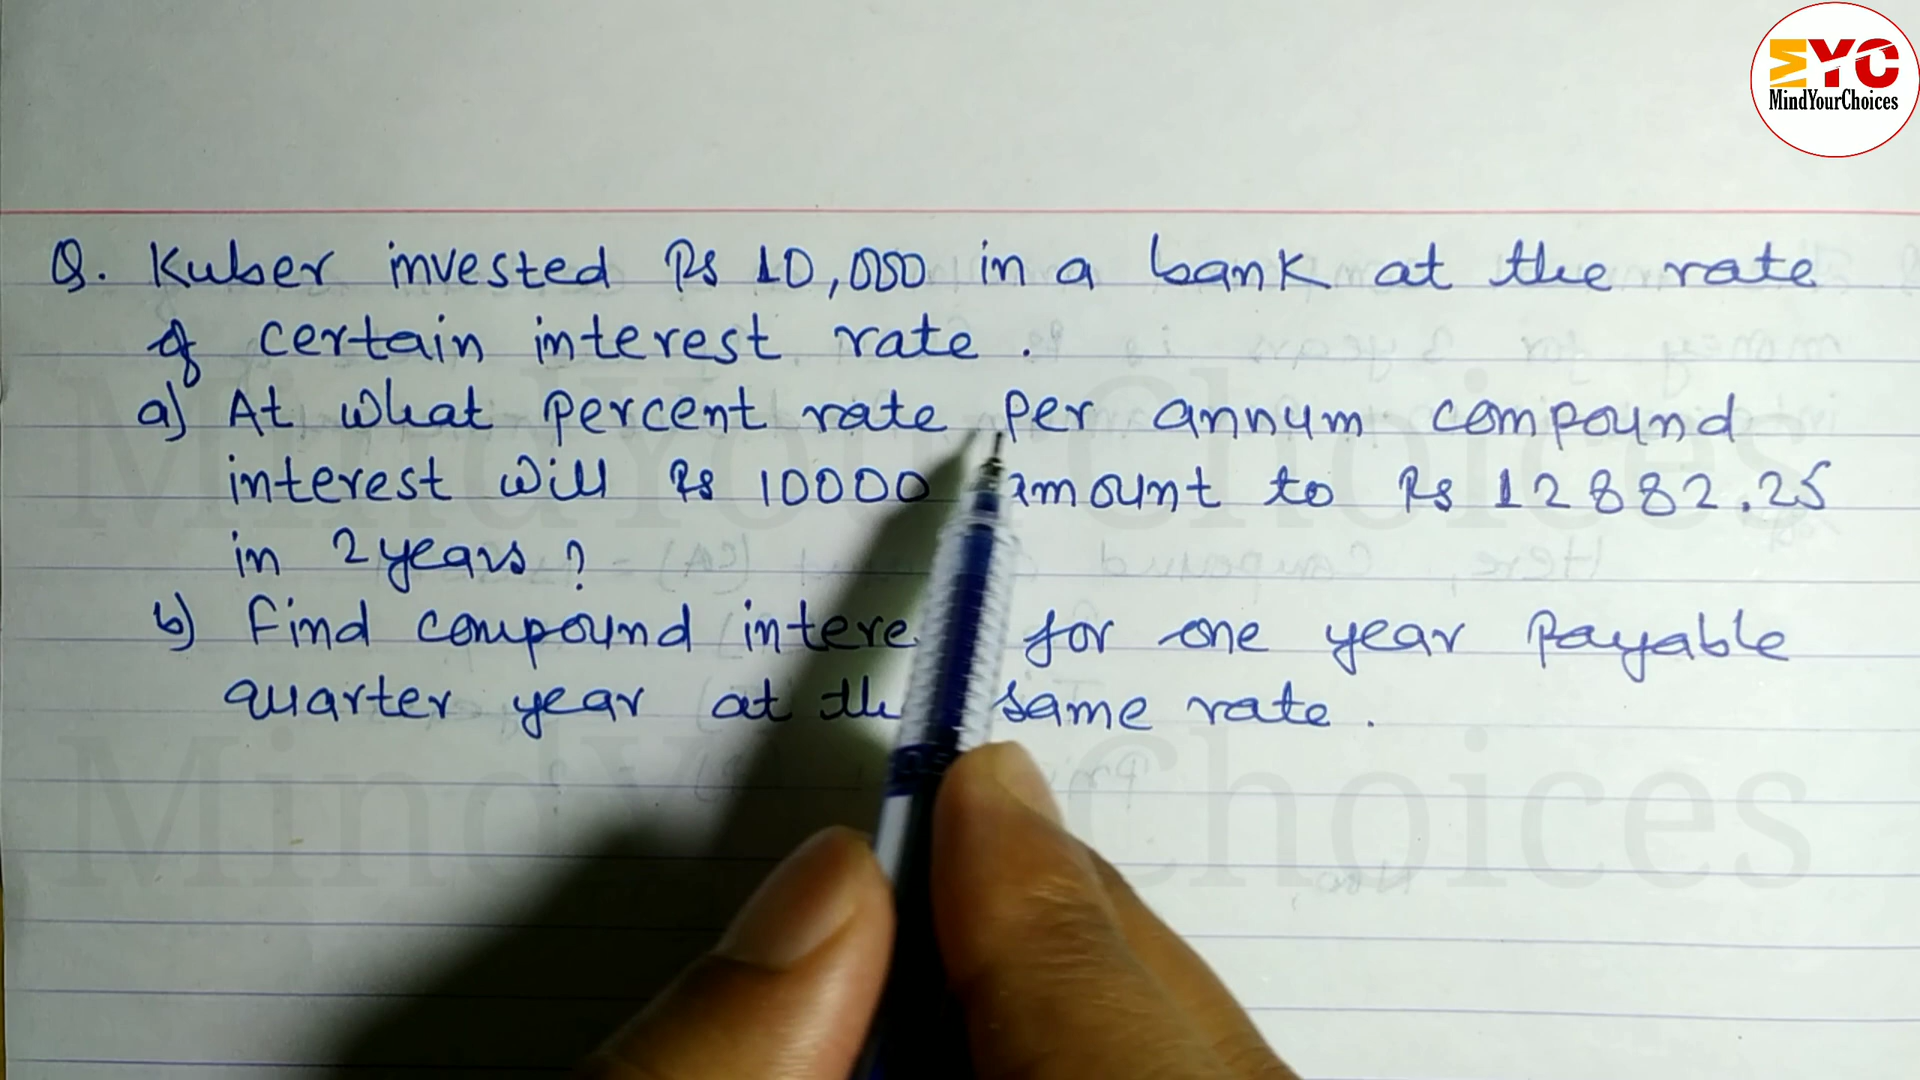 MYC
MindYourChoices
Q. Kuber invested Rs 10,000 in a bank at the rate
of certain interest rate.
a) At what percent rate per annum compound
interest will Rs 10000 amount to Rs 12882.25
in 2 years?
b) Find compound intere for one year payable
quarter year at the same rate.
MindYourChoices
MindYourChoices